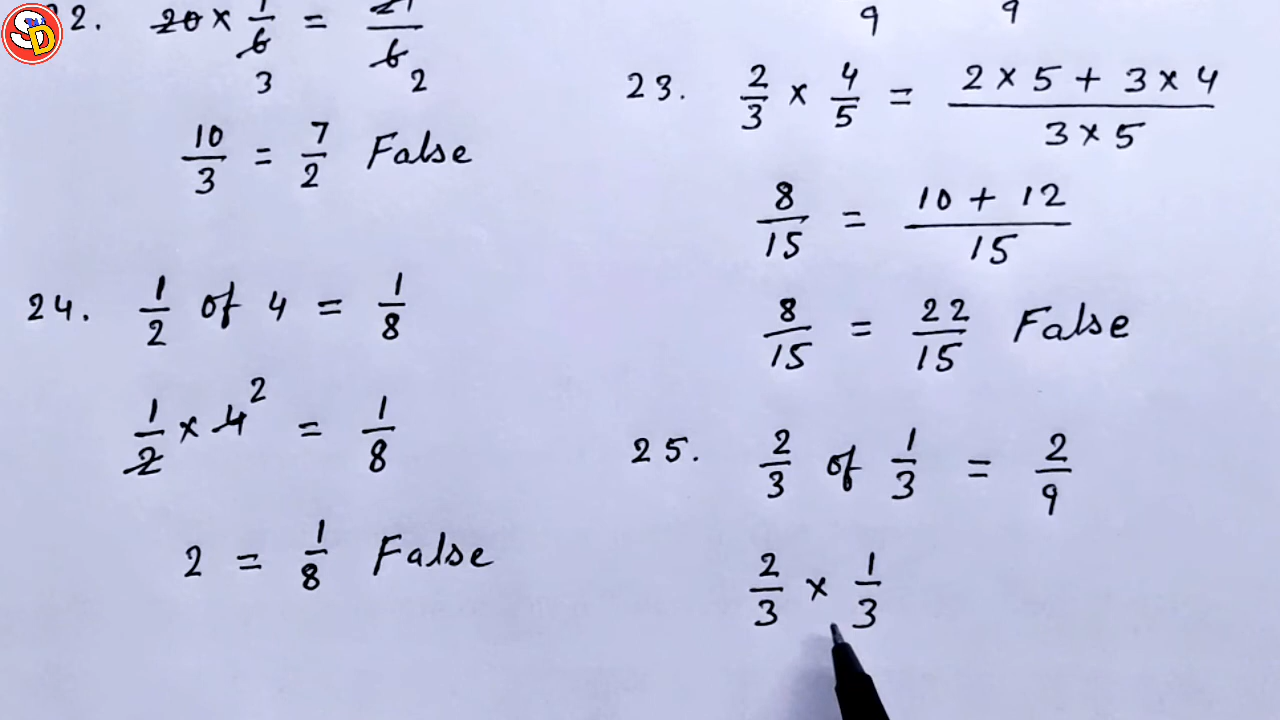 22. 20 × 1/6 = 21/6
3 2
10/3 = 7/2 False
24. 1/2 of 4 = 1/8
1/2 × 4 2 = 1/8
2 = 1/8 False
9 9
23. 2/3 × 4/5 = 2 × 5 + 3 × 4 / 3 × 5
8/15 = 10 + 12 / 15
8/15 = 22/15 False
25. 2/3 of 1/3 = 2/9
2/3 × 1/3
SD